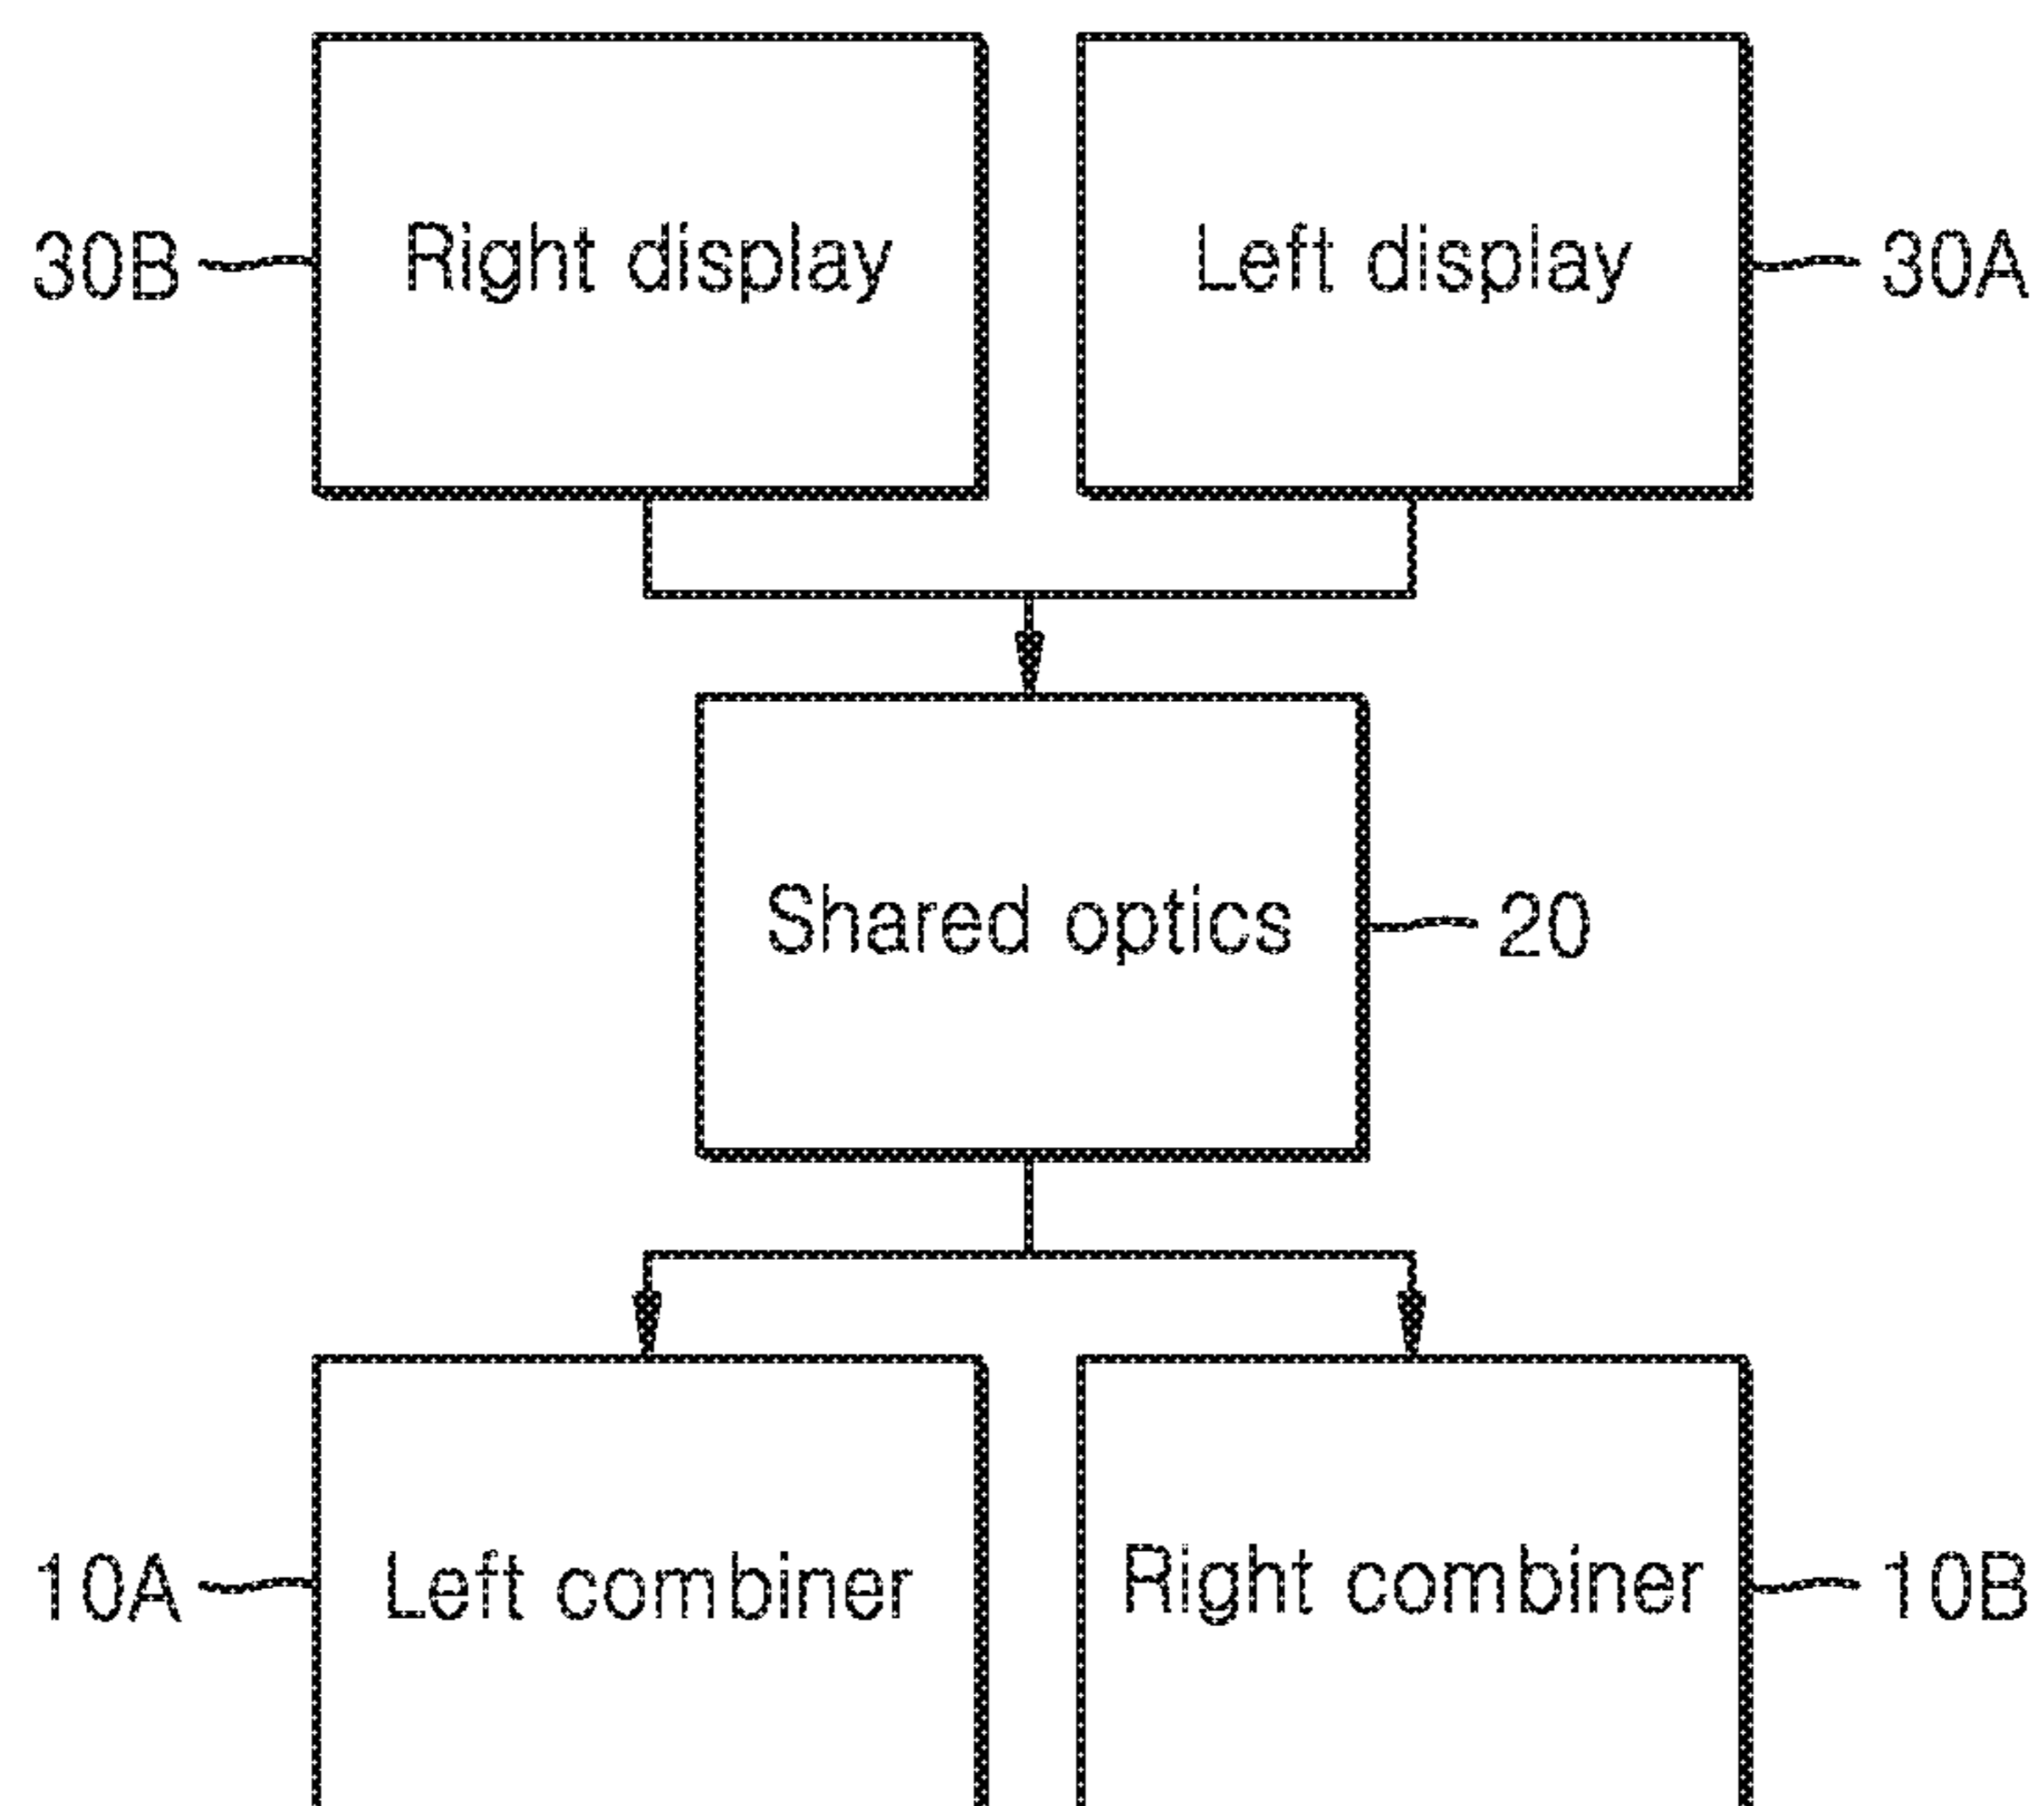 30B Right display Left display 30A
Shared optics 20
10A Left combiner Right combiner 10B